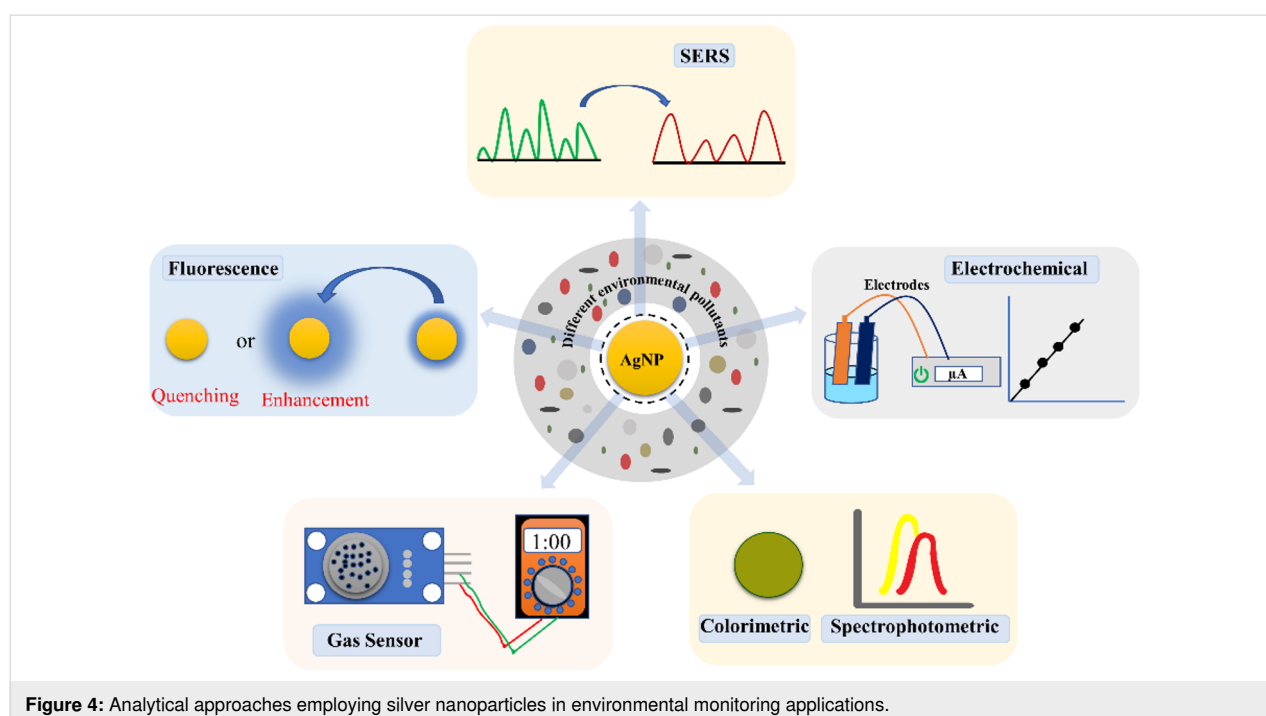 SERS
Fluorescence
or
Quenching
Enhancement
Different environmental pollutants
AgNP
Electrochemical
Electrodes
µA
1:00
Gas Sensor
Colorimetric
Spectrophotometric
Figure 4: Analytical approaches employing silver nanoparticles in environmental monitoring applications.